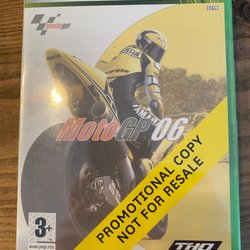 motogp
MotoGP'06
PROMOTIONAL COPY
NOT FOR RESALE
3+
THQ